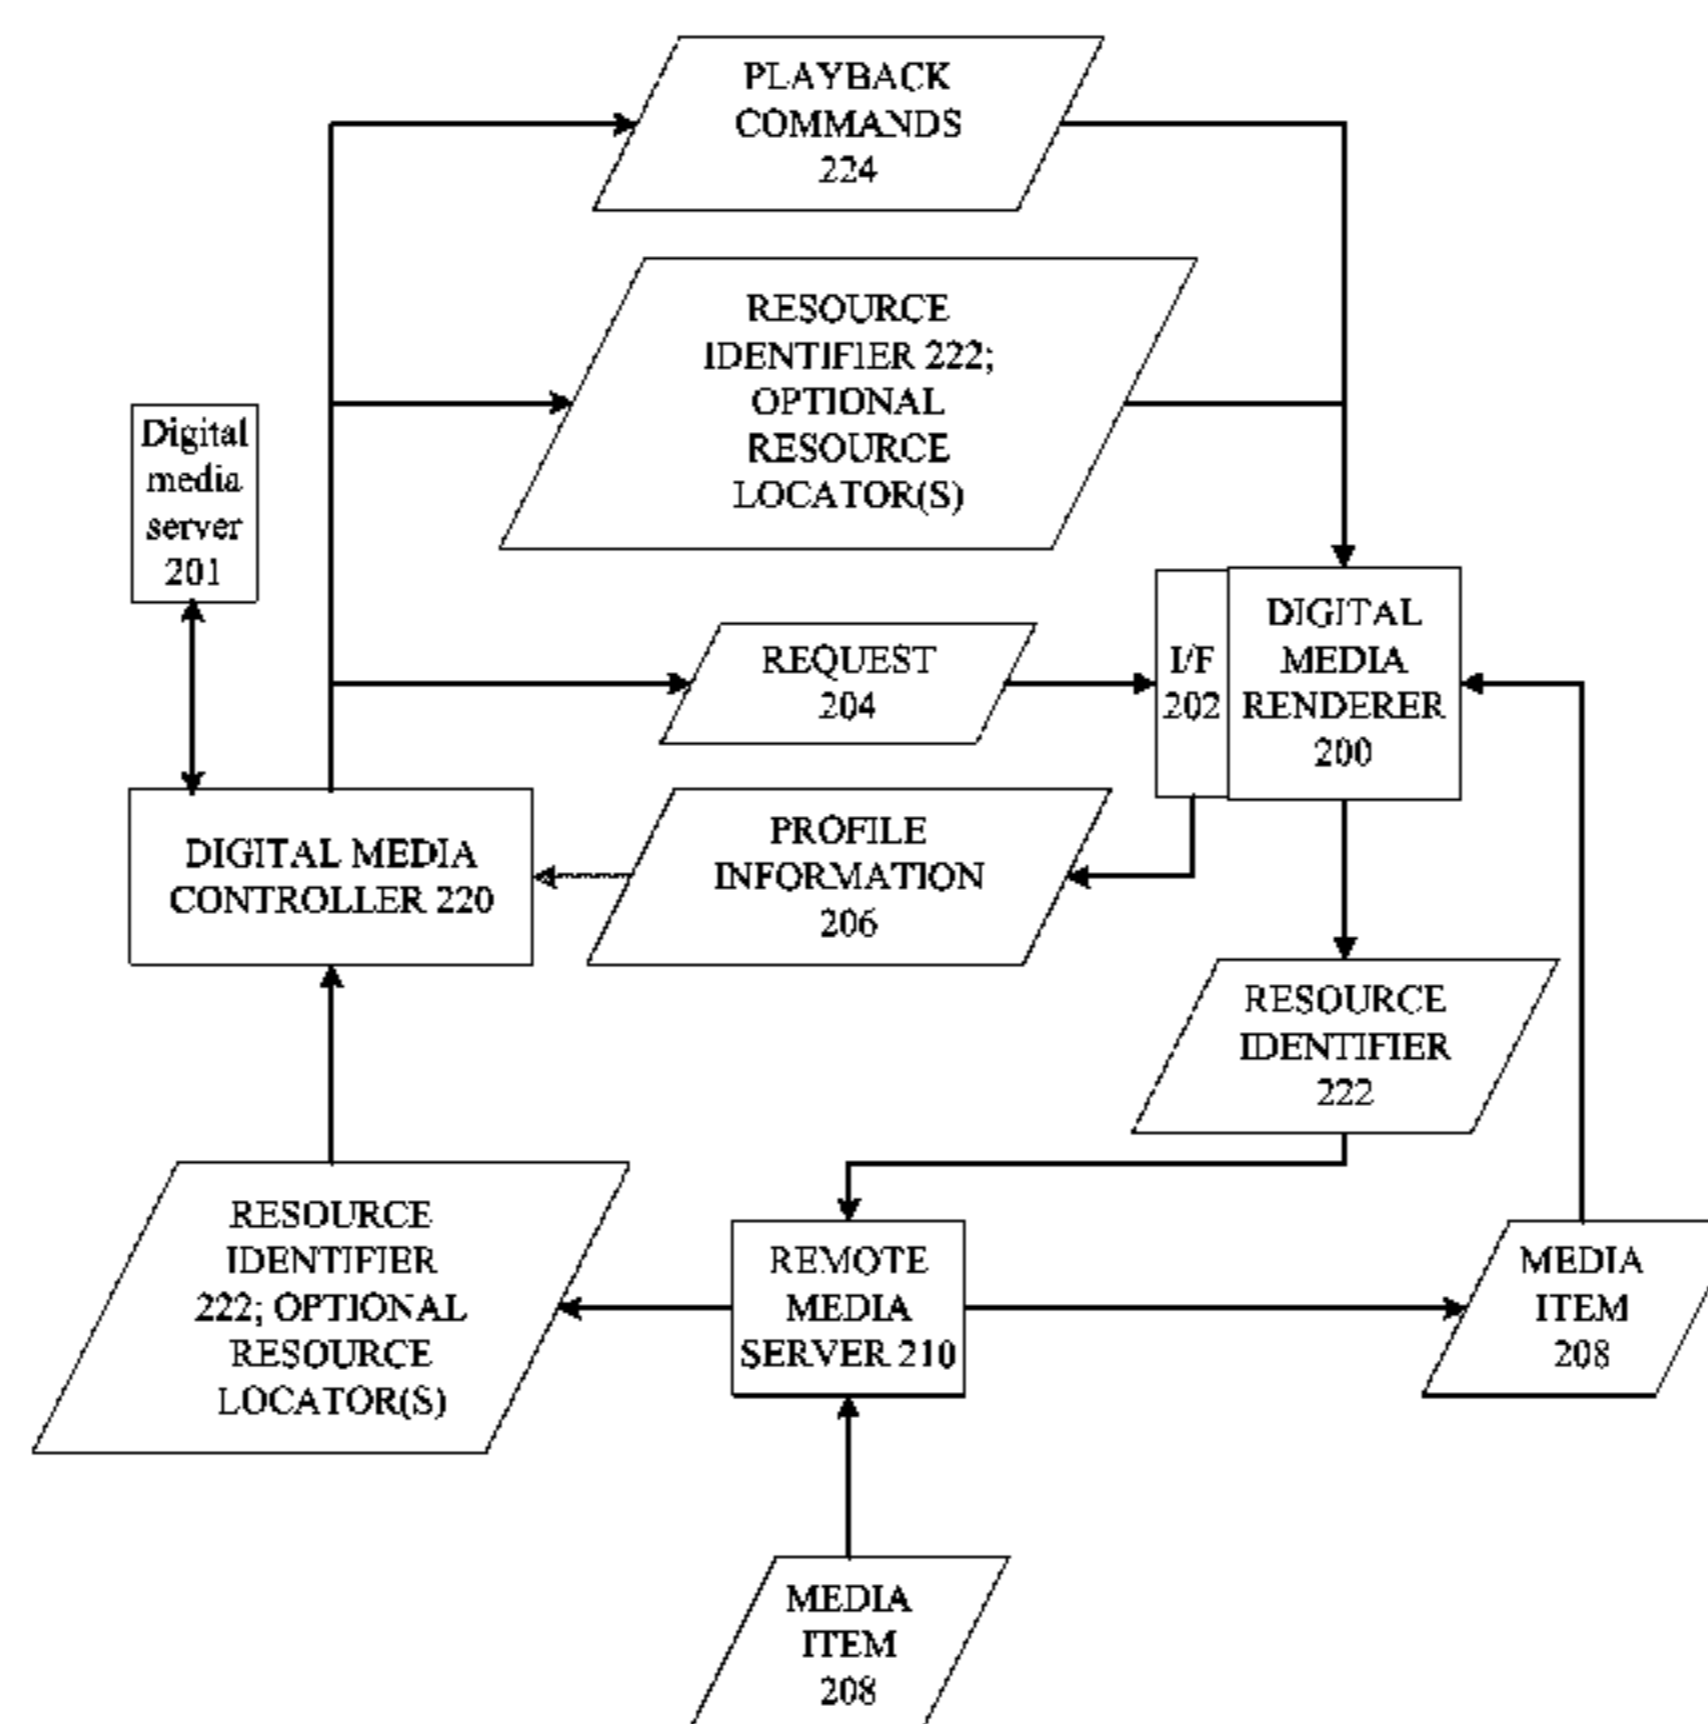 PLAYBACK
COMMANDS
224
RESOURCE
IDENTIFIER 222;
OPTIONAL
RESOURCE
LOCATOR(S)
Digital
media
server
201
REQUEST
204
I/F
202
DIGITAL
MEDIA
RENDERER
200
DIGITAL MEDIA
CONTROLLER 220
PROFILE
INFORMATION
206
RESOURCE
IDENTIFIER
222
RESOURCE
IDENTIFIER
222; OPTIONAL
RESOURCE
LOCATOR(S)
REMOTE
MEDIA
SERVER 210
MEDIA
ITEM
208
MEDIA
ITEM
208